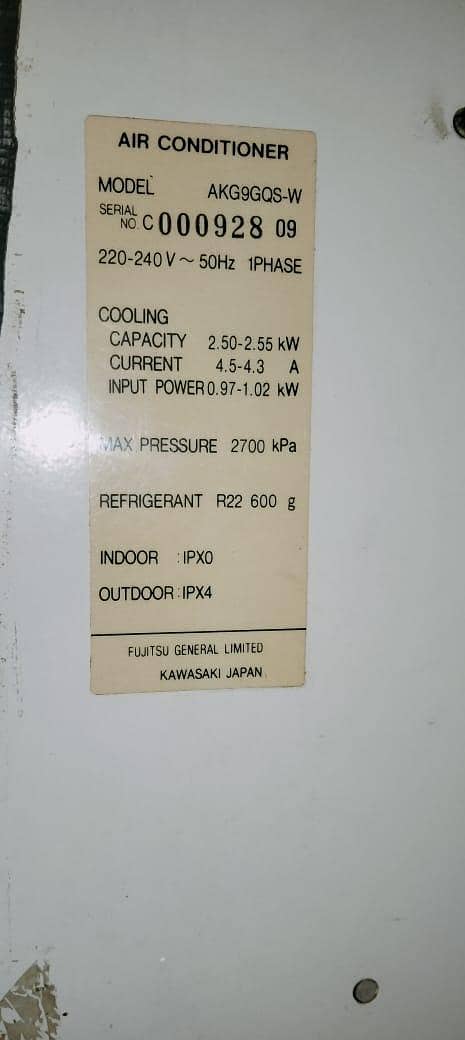 AIR CONDITIONER
MODEL AKG9GQS-W
SERIAL NO. C 000928 09
220-240 V ~ 50Hz 1PHASE
COOLING
CAPACITY 2.50-2.55 kW
CURRENT 4.5-4.3 A
INPUT POWER 0.97-1.02 kW
MAX PRESSURE 2700 kPa
REFRIGERANT R22 600 g
INDOOR : IPX0
OUTDOOR : IPX4
FUJITSU GENERAL LIMITED
KAWASAKI JAPAN